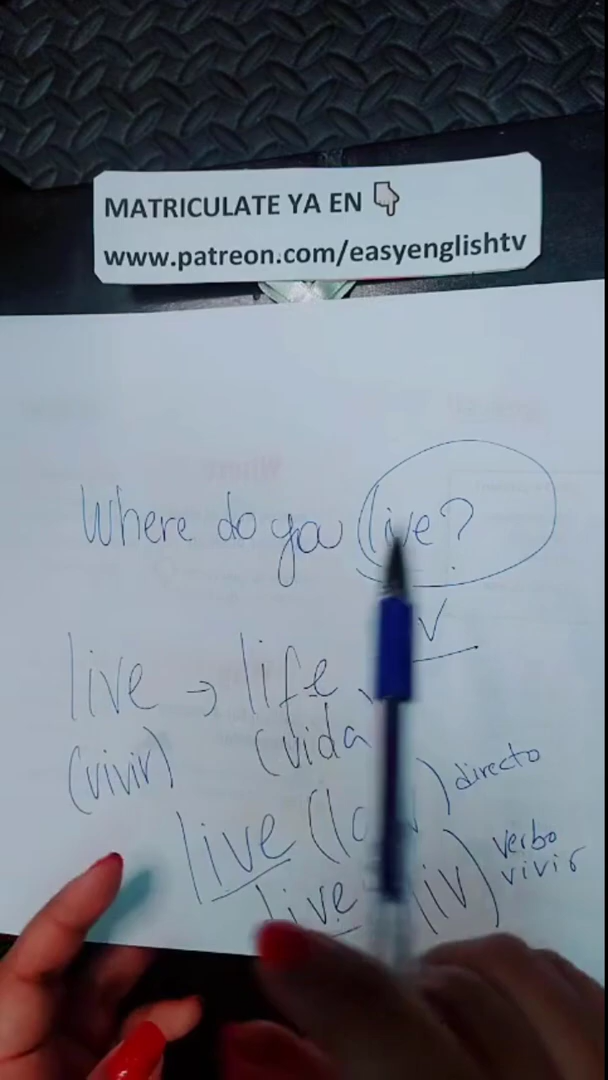 MATRICULATE YA EN
www.patreon.com/easyenglishtv
Where do you live?
V
live → life
(vivir) (vida
live ( ) directo
live liv) verbo
vivir